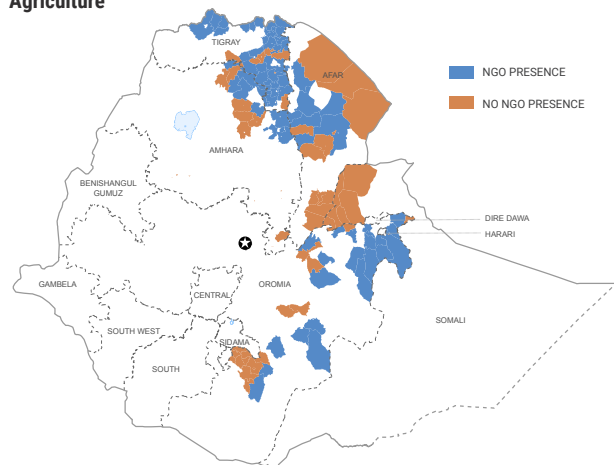 Agriculture
TIGRAY
AFAR
NGO PRESENCE
NO NGO PRESENCE
AMHARA
BENISHANGUL
GUMUZ
DIRE DAWA
HARARI
GAMBELA
CENTRAL
OROMIA
SOMALI
SOUTH WEST
SIDAMA
SOUTH